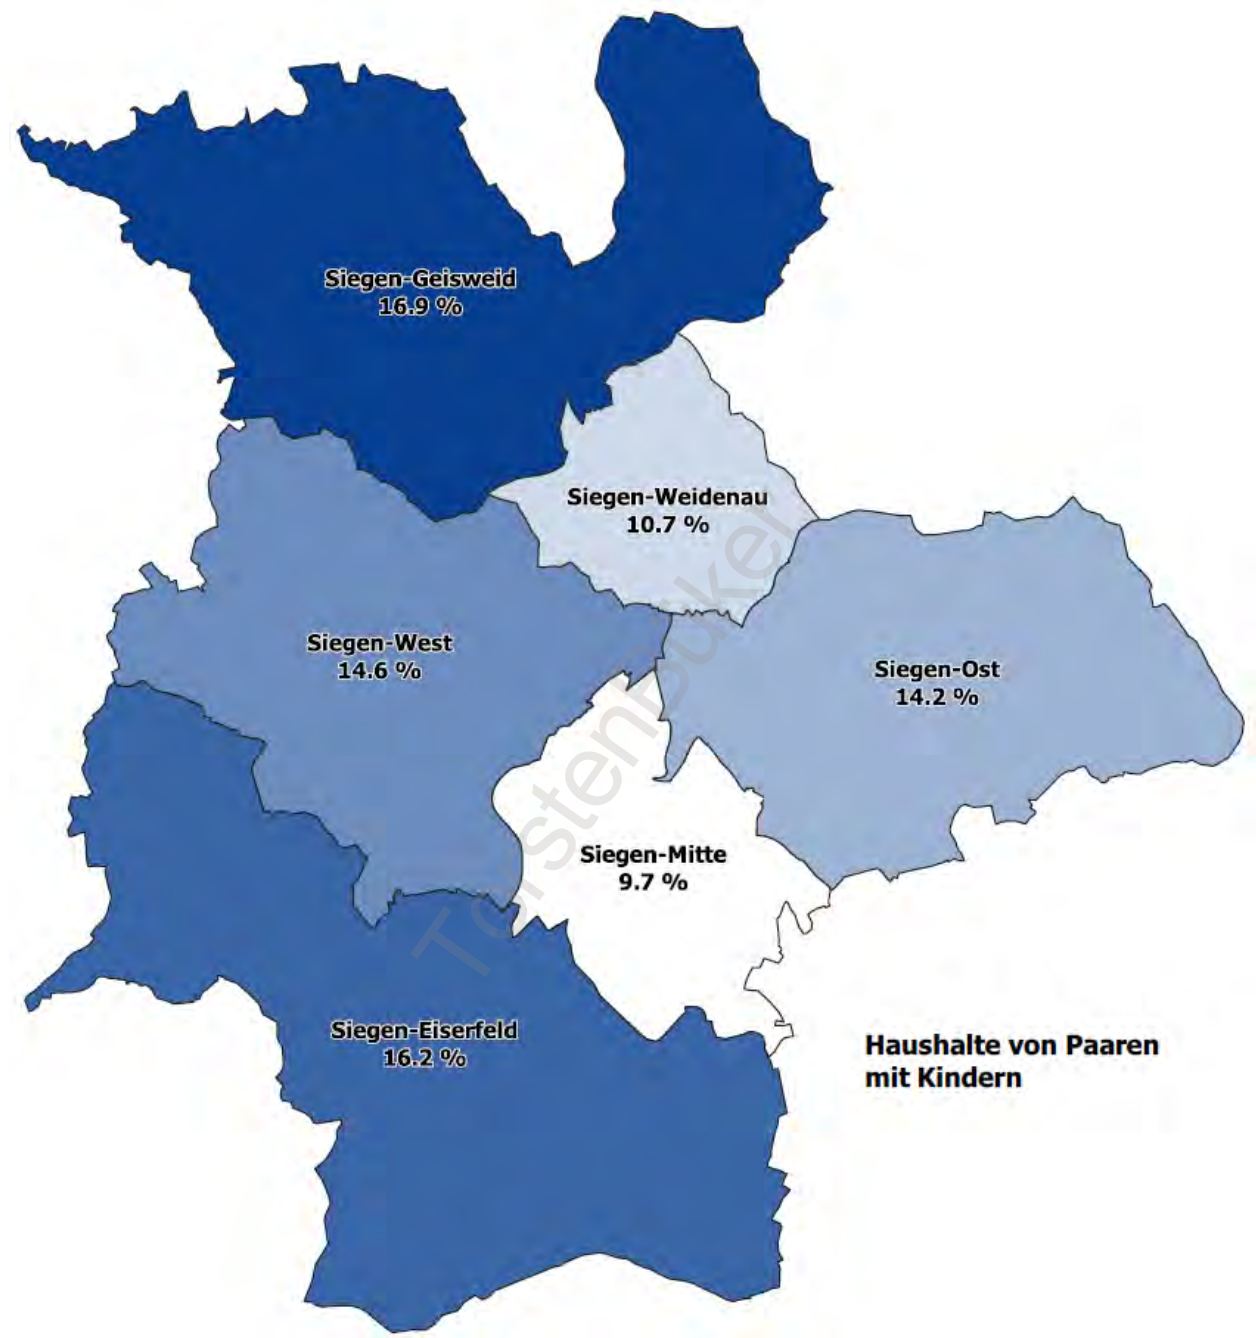 Siegen-Geisweid
16.9 %
Siegen-Weidenau
10.7 %
Siegen-West
14.6 %
Siegen-Ost
14.2 %
Siegen-Mitte
9.7 %
Siegen-Eiserfeld
16.2 %
Haushalte von Paaren
mit Kindern
TorstenBüker